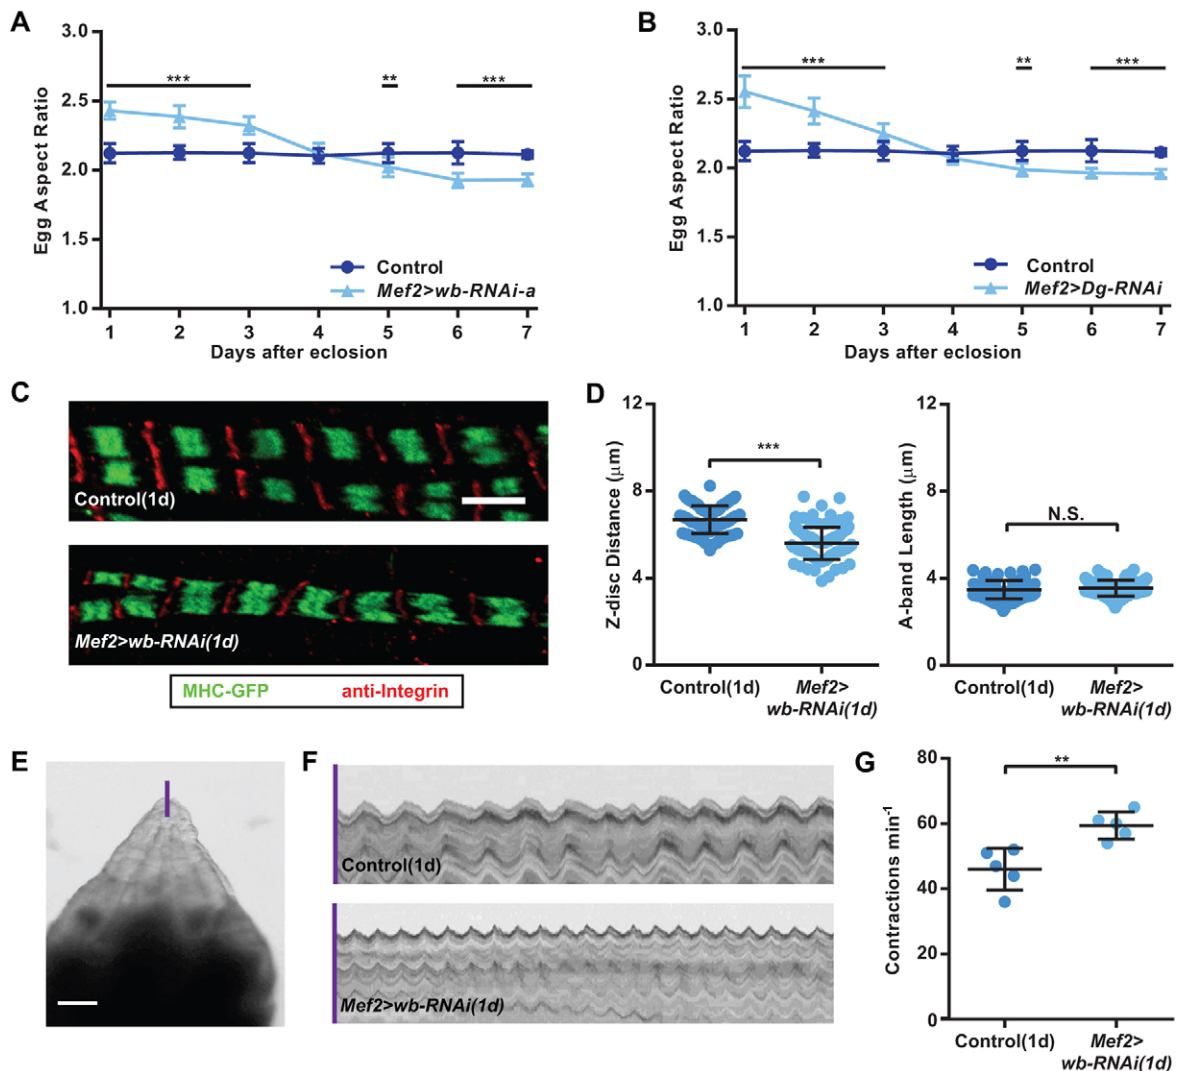 A
Egg Aspect Ratio
3.0
2.5
2.0
1.5
1.0
***
**
***
Control
Mef2>wb-RNAi-a
1 2 3 4 5 6 7
Days after eclosion
B
Egg Aspect Ratio
3.0
2.5
2.0
1.5
1.0
***
**
***
Control
Mef2>Dg-RNAi
1 2 3 4 5 6 7
Days after eclosion
C
Control(1d)
Mef2>wb-RNAi(1d)
MHC-GFP anti-Integrin
D
Z-disc Distance (μm)
12
8
4
0
***
Control(1d) Mef2>
wb-RNAi(1d)
A-band Length (μm)
12
8
4
0
N.S.
Control(1d) Mef2>
wb-RNAi(1d)
E
F
Control(1d)
Mef2>wb-RNAi(1d)
G
Contractions min-1
80
60
40
20
0
**
Control(1d) Mef2>
wb-RNAi(1d)